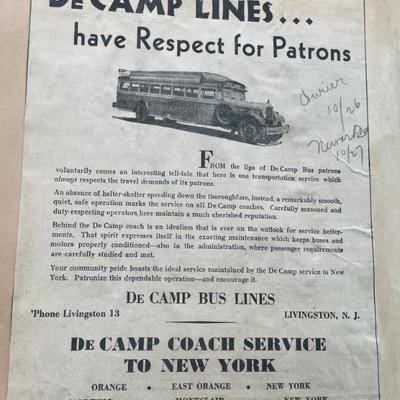 DE CAMP LINES...
have Respect for Patrons
Courier
10/26
10/27
FROM the lips of De Camp Bus patrons
voluntarily comes an interesting tell-tale that here is one transportation service which
always respects the travel demands of its patrons.
An absence of helter-skelter speeding down the thoroughfare, instead, a remarkably smooth,
quiet, safe operation marks the service on all De Camp coaches. Carefully seasoned and
duty-respecting operators, here maintain a much cherished reputation.
Behind the De Camp coach is an idealism that is ever on the outlook for service better-
ments. That spirit expresses itself in the exacting maintenance which keeps buses and
motors properly conditioned—also in the administration, where passenger requirements
are carefully studied and met.
Your community pride boasts the ideal service maintained by the De Camp service to New
York. Patronize this dependable operation—and encourage it.
DE CAMP BUS LINES
'Phone Livingston 13 LIVINGSTON, N. J.
DE CAMP COACH SERVICE
TO NEW YORK
ORANGE • EAST ORANGE • NEW YORK
MONTCLAIR NEW YORK